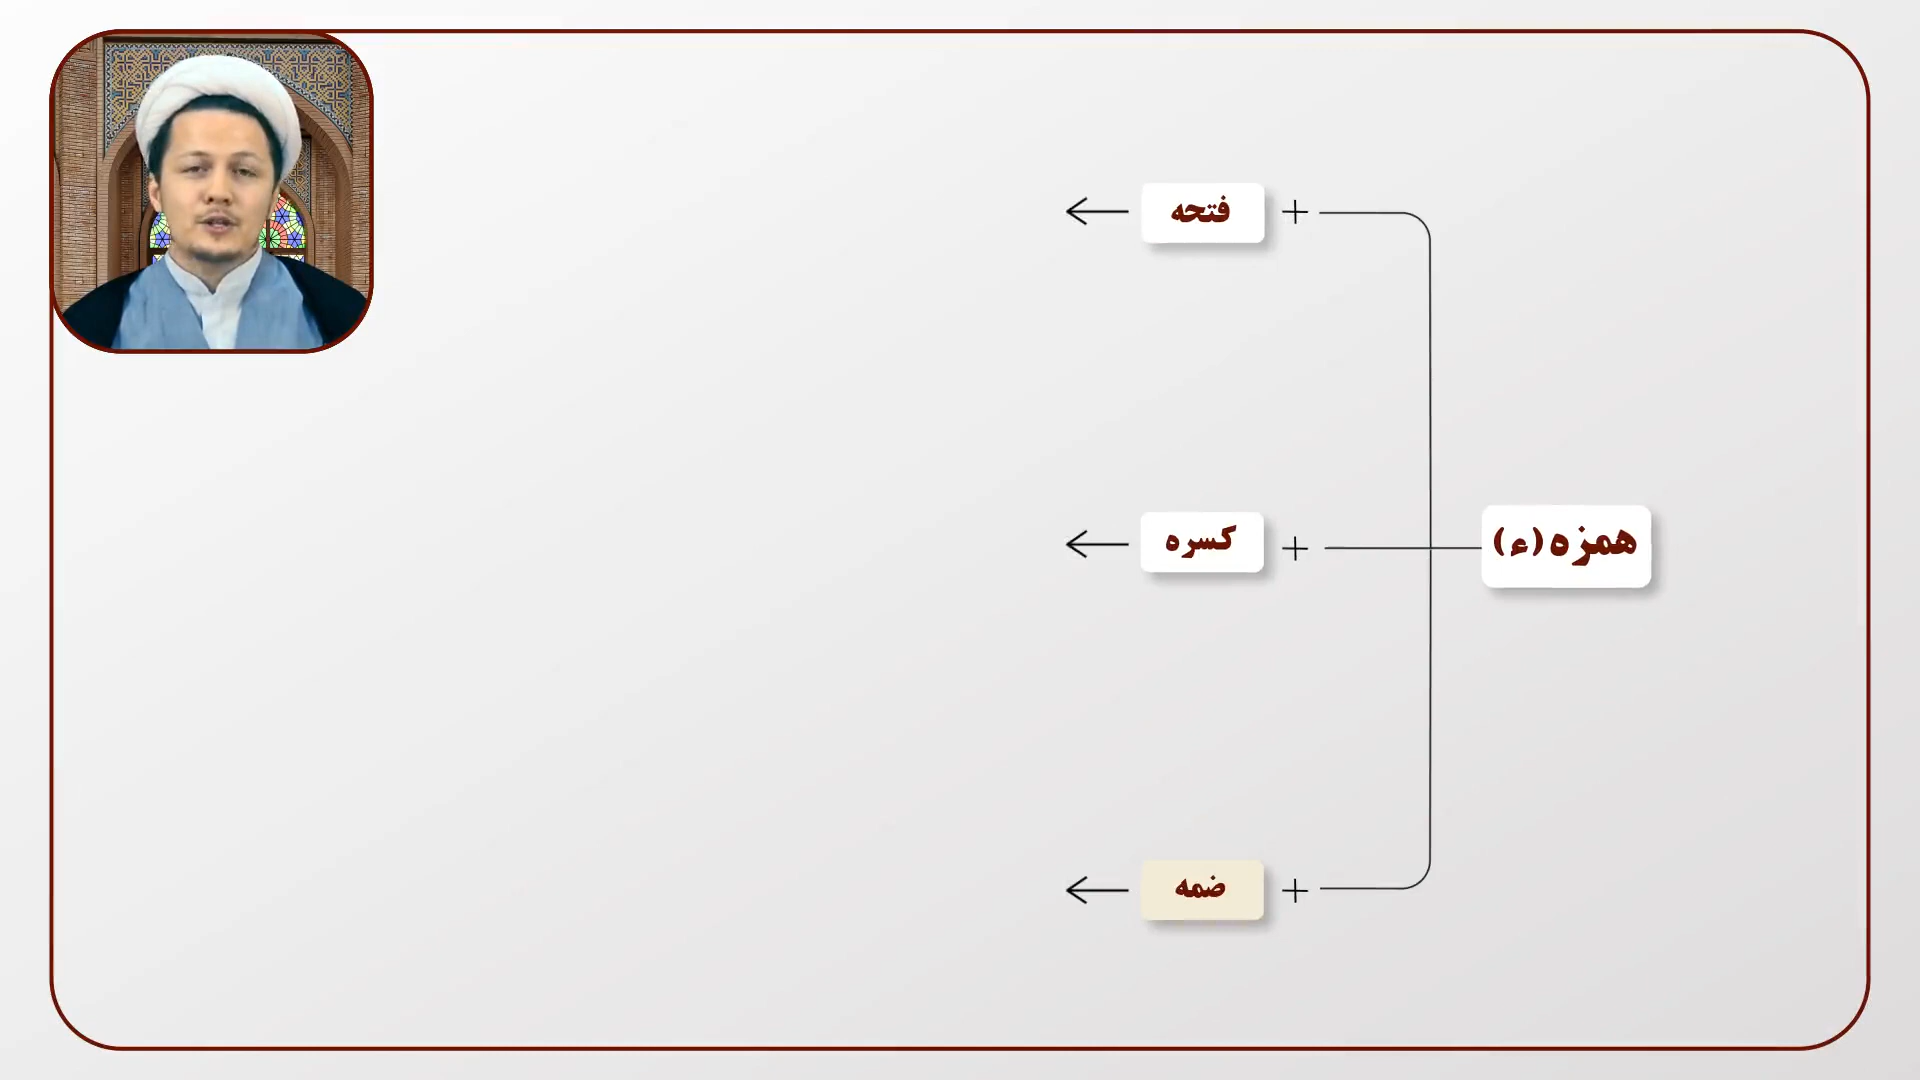 همزه (ء)
+ فتحه ←
+ کسره ←
+ ضمه ←